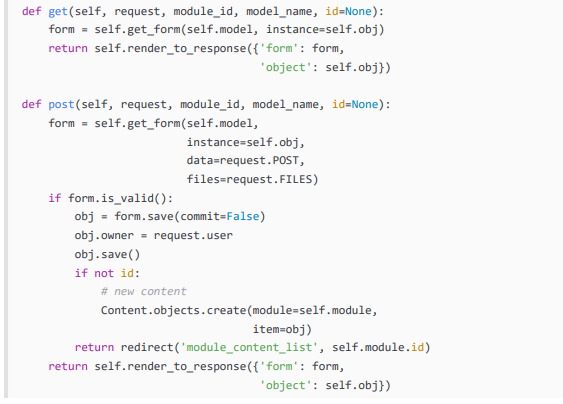 def get(self, request, module_id, model_name, id=None):
    form = self.get_form(self.model, instance=self.obj)
    return self.render_to_response({'form': form,
                                    'object': self.obj})

def post(self, request, module_id, model_name, id=None):
    form = self.get_form(self.model,
                         instance=self.obj,
                         data=request.POST,
                         files=request.FILES)
    if form.is_valid():
        obj = form.save(commit=False)
        obj.owner = request.user
        obj.save()
        if not id:
            # new content
            Content.objects.create(module=self.module,
                                   item=obj)
        return redirect('module_content_list', self.module.id)
    return self.render_to_response({'form': form,
                                    'object': self.obj})